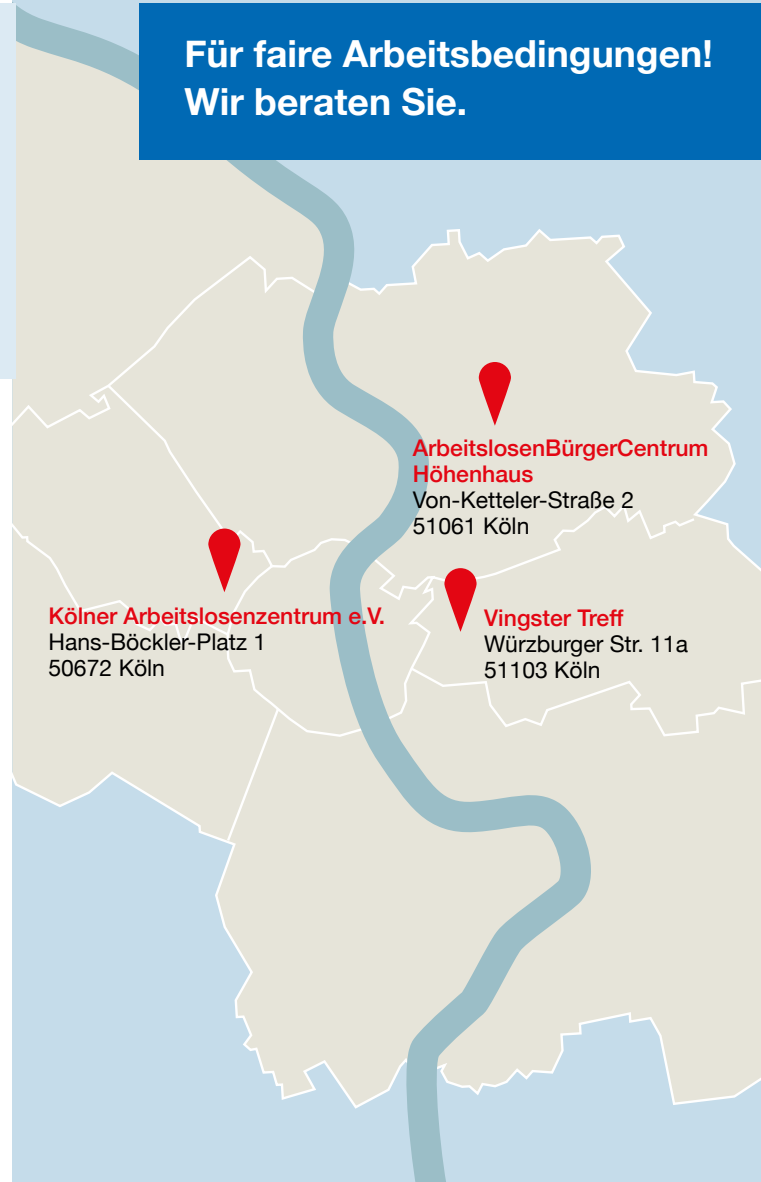 Für faire Arbeitsbedingungen!
Wir beraten Sie.
ArbeitslosenBürgerCentrum
Höhenhaus
Von-Ketteler-Straße 2
51061 Köln
Kölner Arbeitslosenzentrum e.V.
Hans-Böckler-Platz 1
50672 Köln
Vingster Treff
Würzburger Str. 11a
51103 Köln